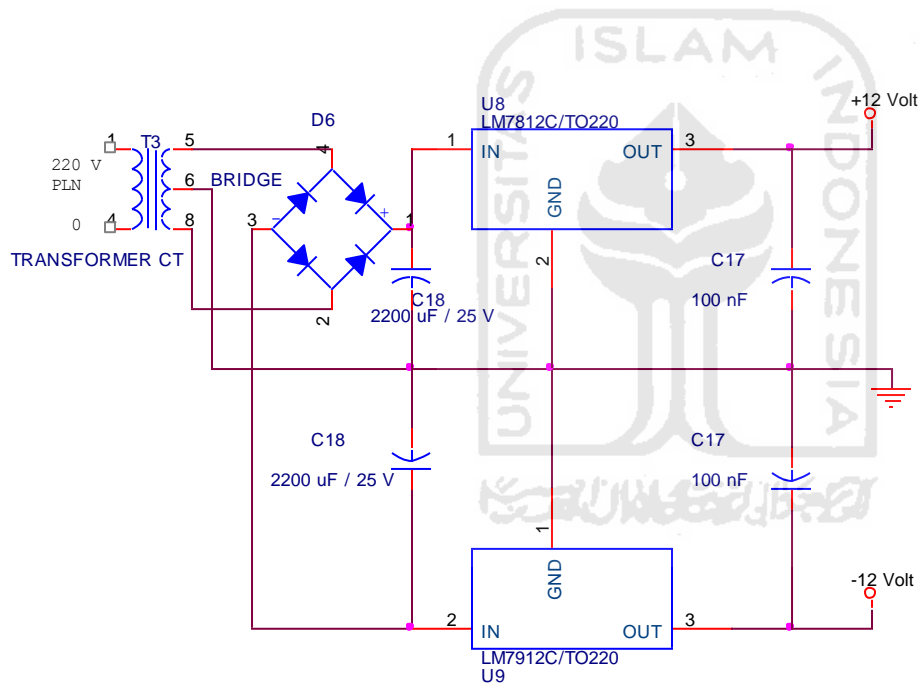 ISLAM
UNIVERSITAS
INDONESIA
U8
LM7812C/TO220
+12 Volt
D6
1
T3
5
4
1
IN
OUT
3
220 V
PLN
6
BRIDGE
GND
3
-
+
1
4
0
8
2
TRANSFORMER CT
C17
2
C18
2200 uF / 25 V
100 nF
C18
2200 uF / 25 V
C17
100 nF
1
GND
-12 Volt
2
IN
OUT
3
LM7912C/TO220
U9